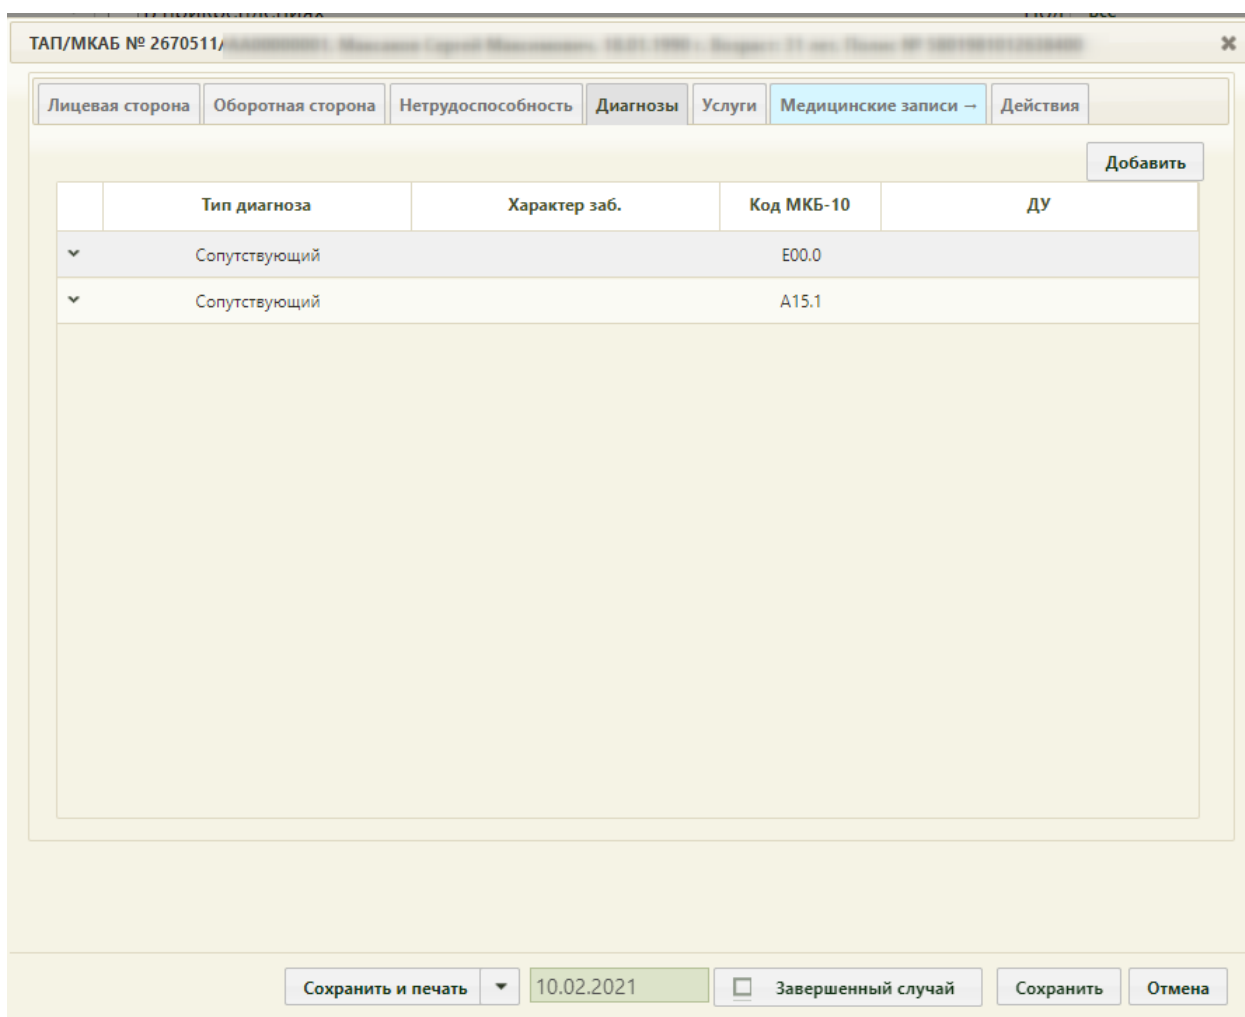 ТАП/МКАБ № 2670511/
Лицевая сторона Оборотная сторона Нетрудоспособность Диагнозы Услуги Медицинские записи → Действия
Добавить
Тип диагноза Характер заб. Код МКБ-10 ДУ
Сопутствующий E00.0
Сопутствующий A15.1
Сохранить и печать 10.02.2021 Завершенный случай Сохранить Отмена